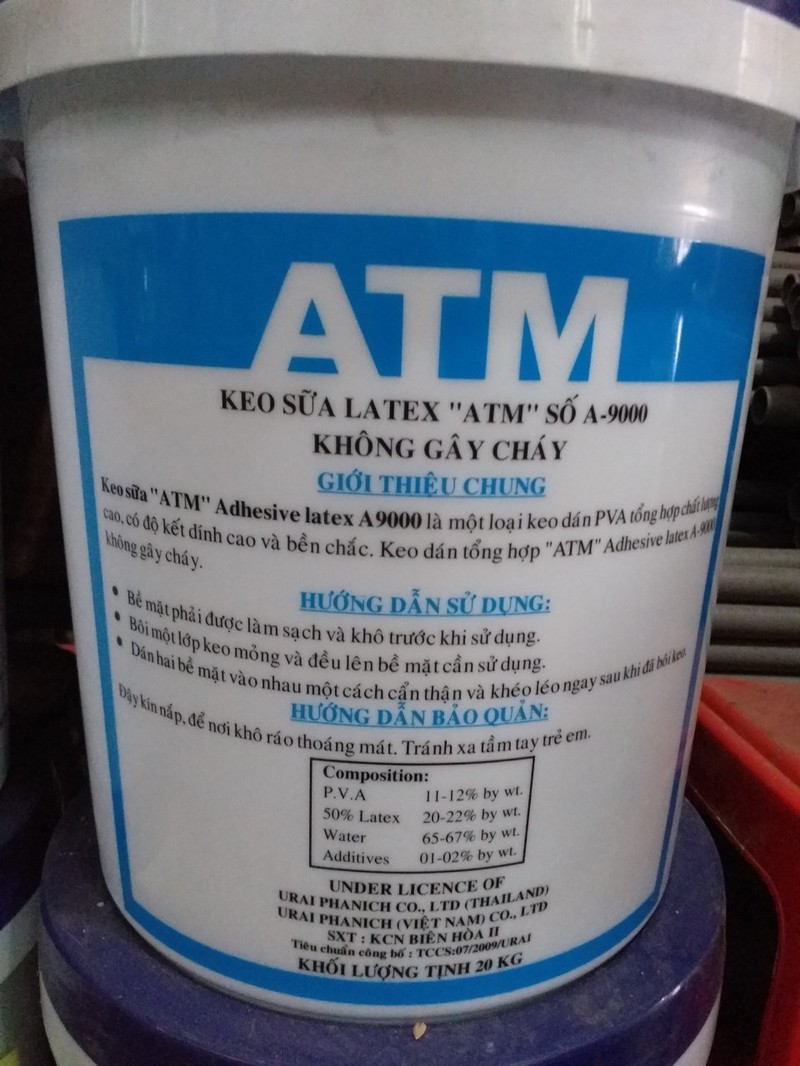 ATM
KEO SỮA LATEX "ATM" SỐ A-9000
KHÔNG GÂY CHÁY
GIỚI THIỆU CHUNG
Keo sữa "ATM" Adhesive latex A9000 là một loại keo dán PVA tổng hợp chất lượng
cao, có độ kết dính cao và bền chắc. Keo dán tổng hợp "ATM" Adhesive latex A-9000
không gây cháy.
HƯỚNG DẪN SỬ DỤNG:
• Bề mặt phải được làm sạch và khô trước khi sử dụng.
• Bôi một lớp keo mỏng và đều lên bề mặt cần sử dụng.
• Dán hai bề mặt vào nhau một cách cẩn thận và khéo léo ngay sau khi đã bôi keo.
HƯỚNG DẪN BẢO QUẢN:
Đậy kín nắp, để nơi khô ráo thoáng mát. Tránh xa tầm tay trẻ em.
Composition:
P.V.A 11-12% by wt.
50% Latex 20-22% by wt.
Water 65-67% by wt.
Additives 01-02% by wt.
UNDER LICENCE OF
URAI PHANICH CO., LTD (THAILAND)
URAI PHANICH (VIỆT NAM) CO., LTD
SXT : KCN BIÊN HÒA II
Tiêu chuẩn công bố : TCCS:07/2009/URAI
KHỐI LƯỢNG TỊNH 20 KG